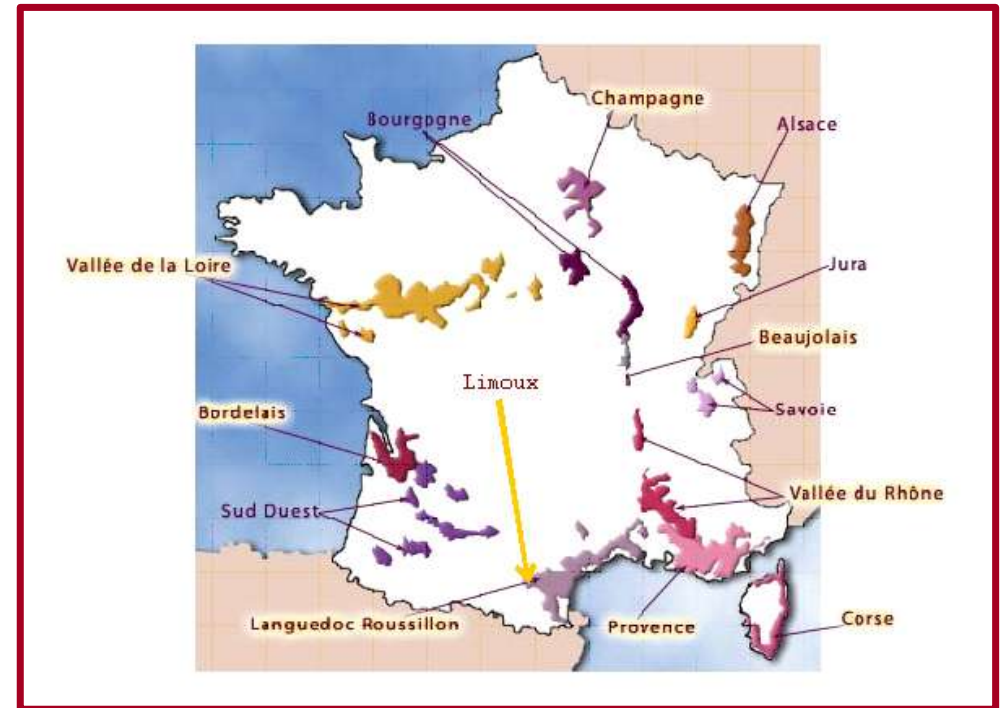 Champagne
Bourgogne
Alsace
Vallée de la Loire
Jura
Beaujolais
Limoux
Savoie
Bordelais
Vallée du Rhône
Sud Ouest
Languedoc Roussillon
Provence
Corse